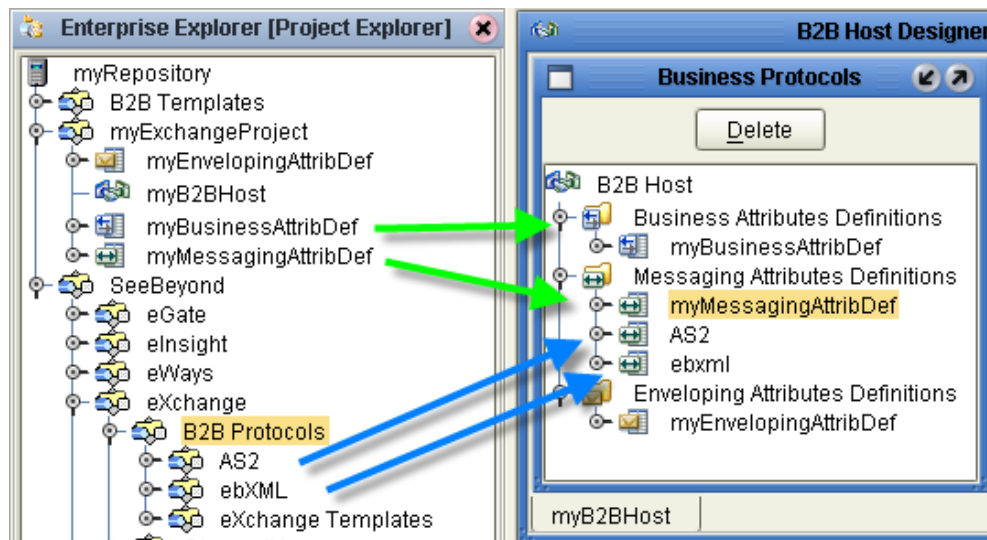 Enterprise Explorer [Project Explorer]
myRepository
B2B Templates
myExchangeProject
myEnvelopingAttribDef
myB2BHost
myBusinessAttribDef
myMessagingAttribDef
SeeBeyond
eGate
eInsight
eWays
eXchange
B2B Protocols
AS2
ebXML
eXchange Templates
B2B Host Designer
Business Protocols
Delete
B2B Host
Business Attributes Definitions
myBusinessAttribDef
Messaging Attributes Definitions
myMessagingAttribDef
AS2
ebxml
Enveloping Attributes Definitions
myEnvelopingAttribDef
myB2BHost